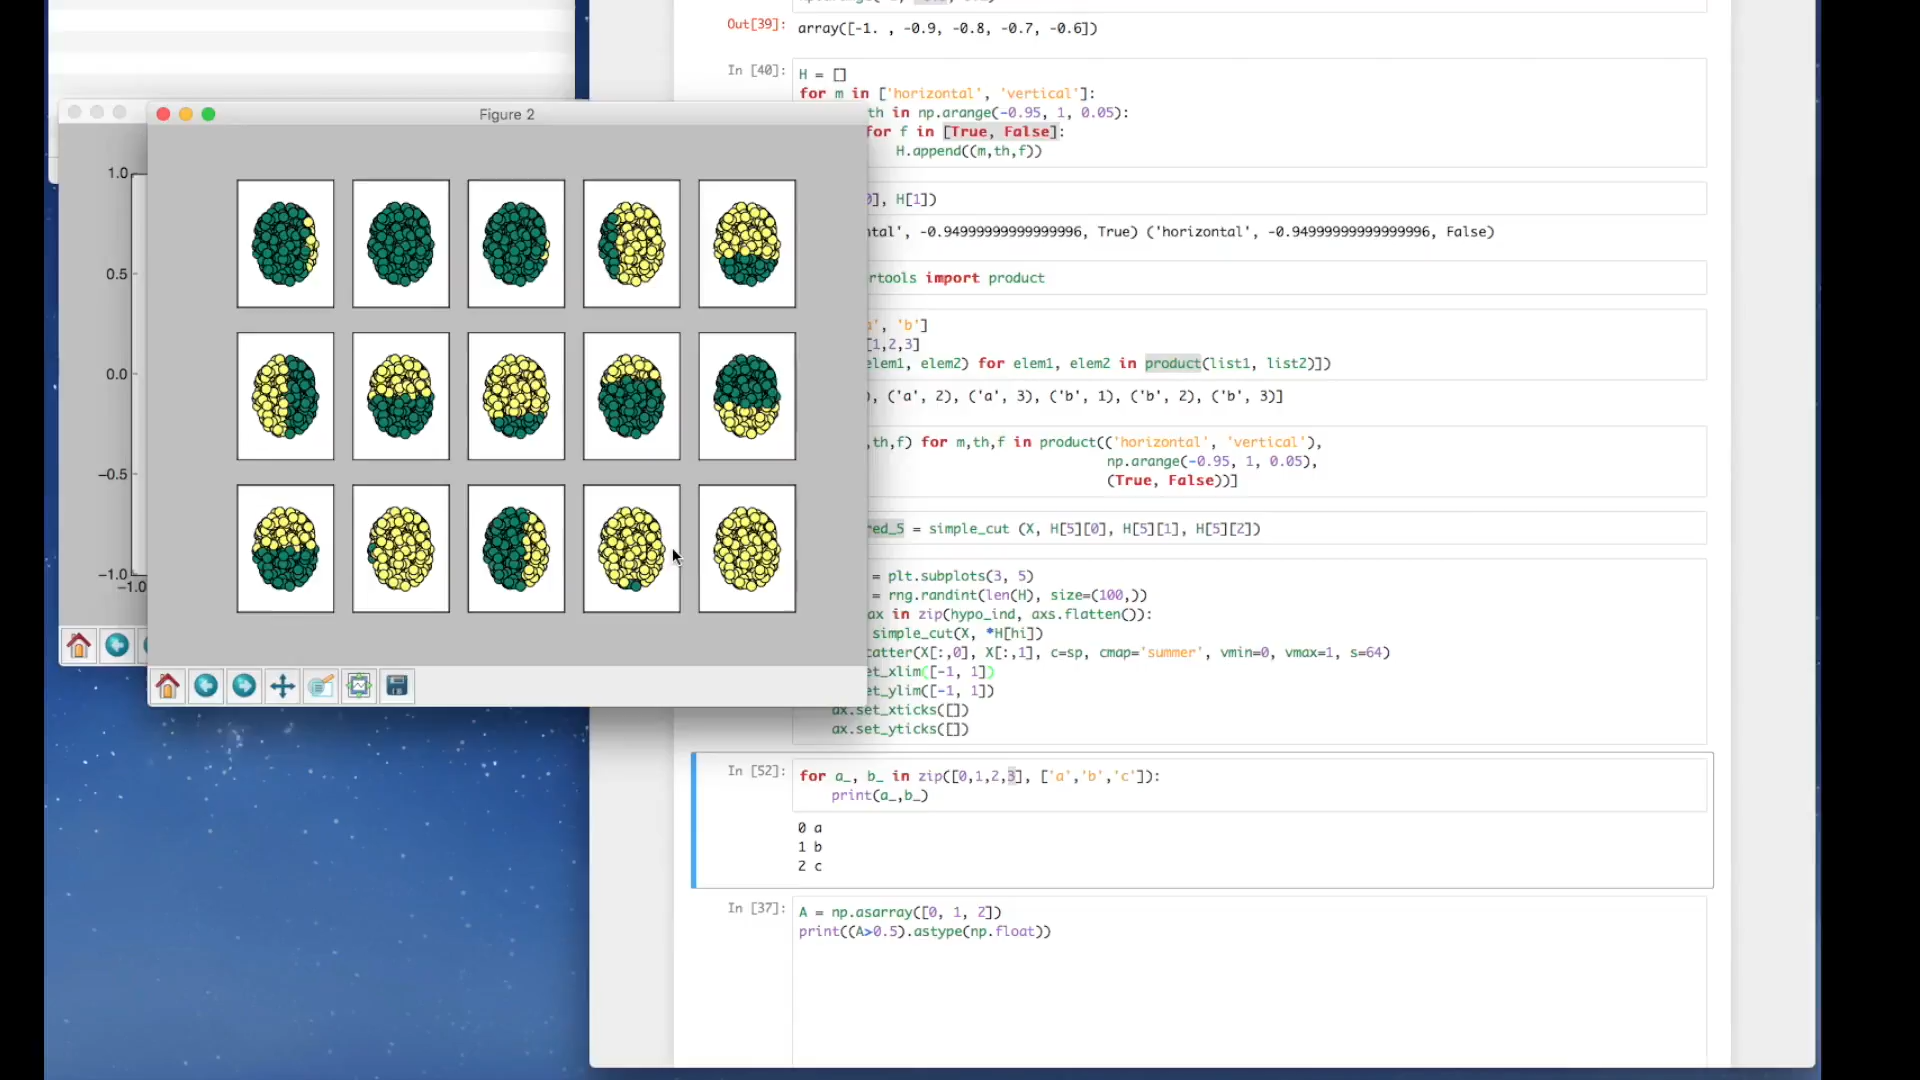 Out[39]: array([-1. , -0.9, -0.8, -0.7, -0.6])
In [40]: H = []
for m in ['horizontal', 'vertical']:
th in np.arange(-0.95, 1, 0.05):
for f in [True, False]:
H.append((m,th,f))
Figure 2
1.0
0.5
0.0
-0.5
-1.0
-1.0
], H[1])
tal', -0.94999999999999996, True) ('horizontal', -0.94999999999999996, False)
rtools import product
', 'b']
[1,2,3]
elem1, elem2) for elem1, elem2 in product(list1, list2)])
), ('a', 2), ('a', 3), ('b', 1), ('b', 2), ('b', 3)]
,th,f) for m,th,f in product(('horizontal', 'vertical'),
np.arange(-0.95, 1, 0.05),
(True, False))]
red_5 = simple_cut (X, H[5][0], H[5][1], H[5][2])
= plt.subplots(3, 5)
= rng.randint(len(H), size=(100,))
ax in zip(hypo_ind, axs.flatten()):
simple_cut(X, *H[hi])
catter(X[:,0], X[:,1], c=sp, cmap='summer', vmin=0, vmax=1, s=64)
et_xlim([-1, 1])
et_ylim([-1, 1])
ax.set_xticks([])
ax.set_yticks([])
In [52]: for a_, b_ in zip([0,1,2,3], ['a','b','c']):
print(a_,b_)
0 a
1 b
2 c
In [37]: A = np.asarray([0, 1, 2])
print((A>0.5).astype(np.float))